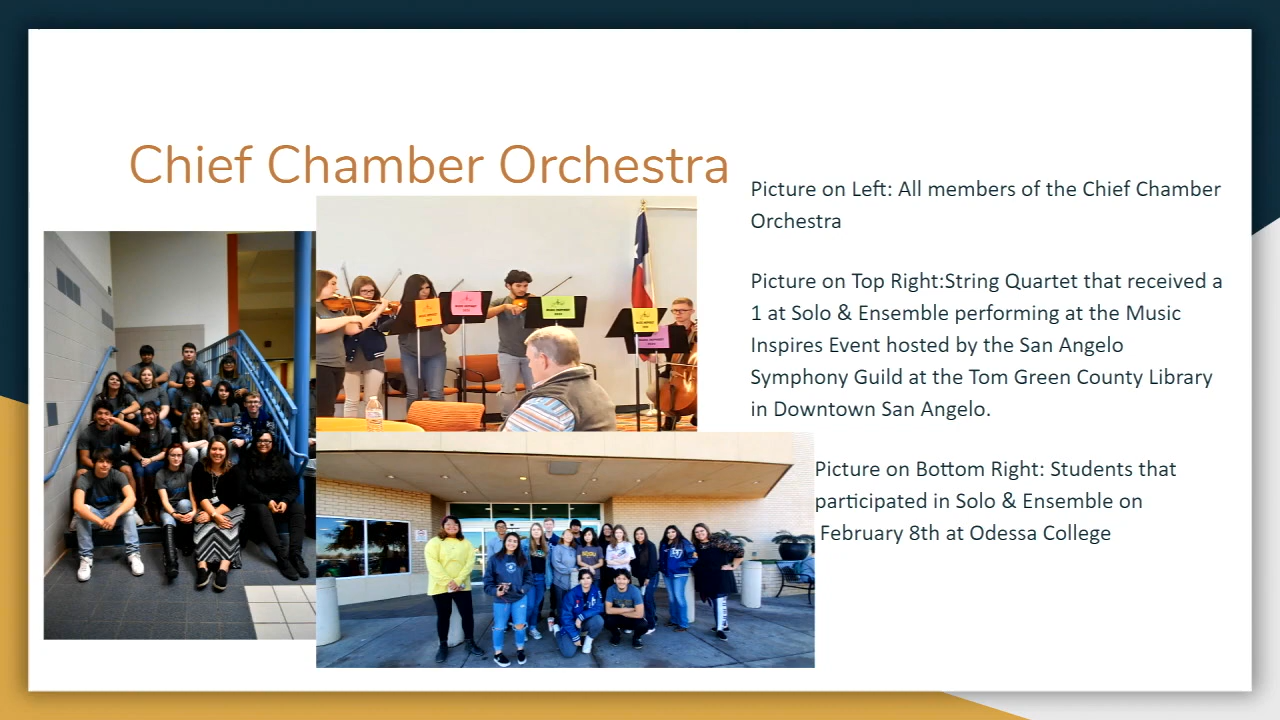 Chief Chamber Orchestra
Picture on Left: All members of the Chief Chamber
Orchestra
Picture on Top Right:String Quartet that received a
1 at Solo & Ensemble performing at the Music
Inspires Event hosted by the San Angelo
Symphony Guild at the Tom Green County Library
in Downtown San Angelo.
Picture on Bottom Right: Students that
participated in Solo & Ensemble on
February 8th at Odessa College